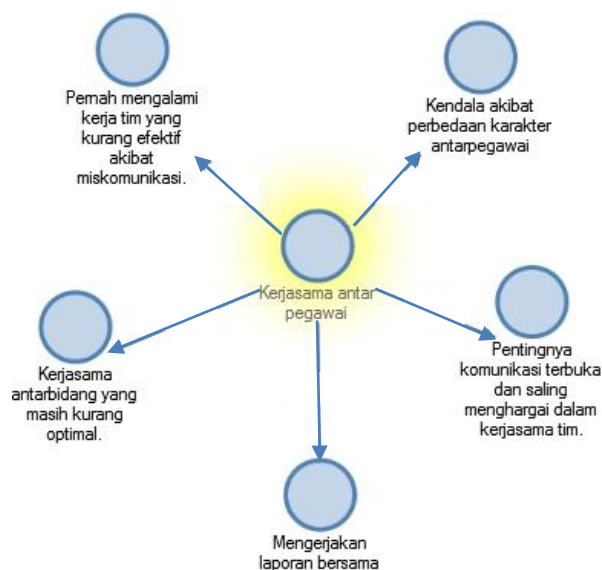 Pernah mengalami
kerja tim yang
kurang efektif
akibat
miskomunikasi.
Kendala akibat
perbedaan karakter
antarpegawai
Kerjasama antar
pegawai
Kerjasama
antarbidang yang
masih kurang
optimal.
Pentingnya
komunikasi terbuka
dan saling
menghargai dalam
kerjasama tim.
Mengerjakan
laporan bersama